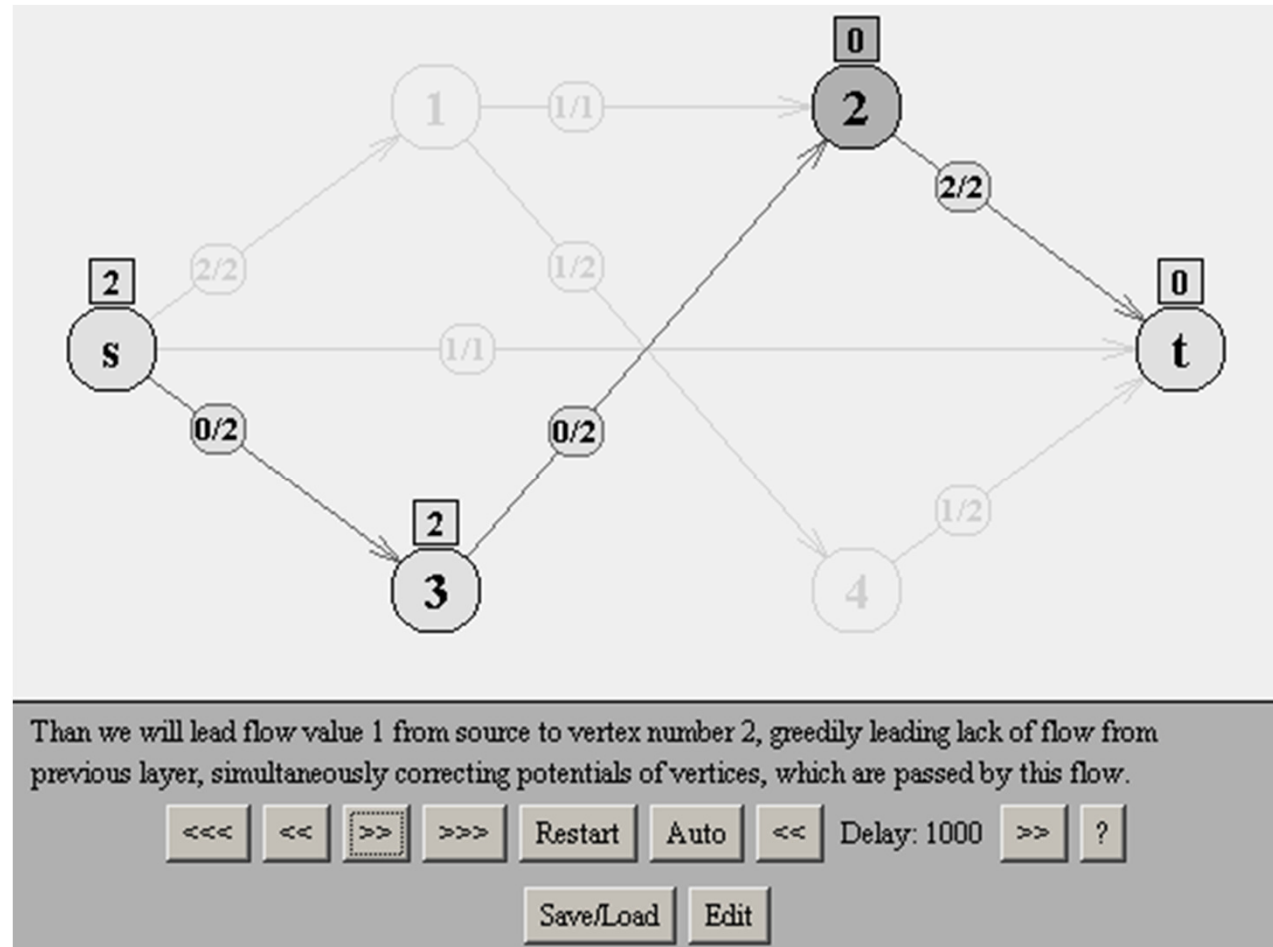 0
1
1/1
2
2/2
2
2/2
1/2
0
s
1/1
t
0/2
0/2
2
1/2
3
4
Than we will lead flow value 1 from source to vertex number 2, greedily leading lack of flow from
previous layer, simultaneously correcting potentials of vertices, which are passed by this flow.
<<< << >> >>> Restart Auto << Delay: 1000 >> ?
Save/Load Edit